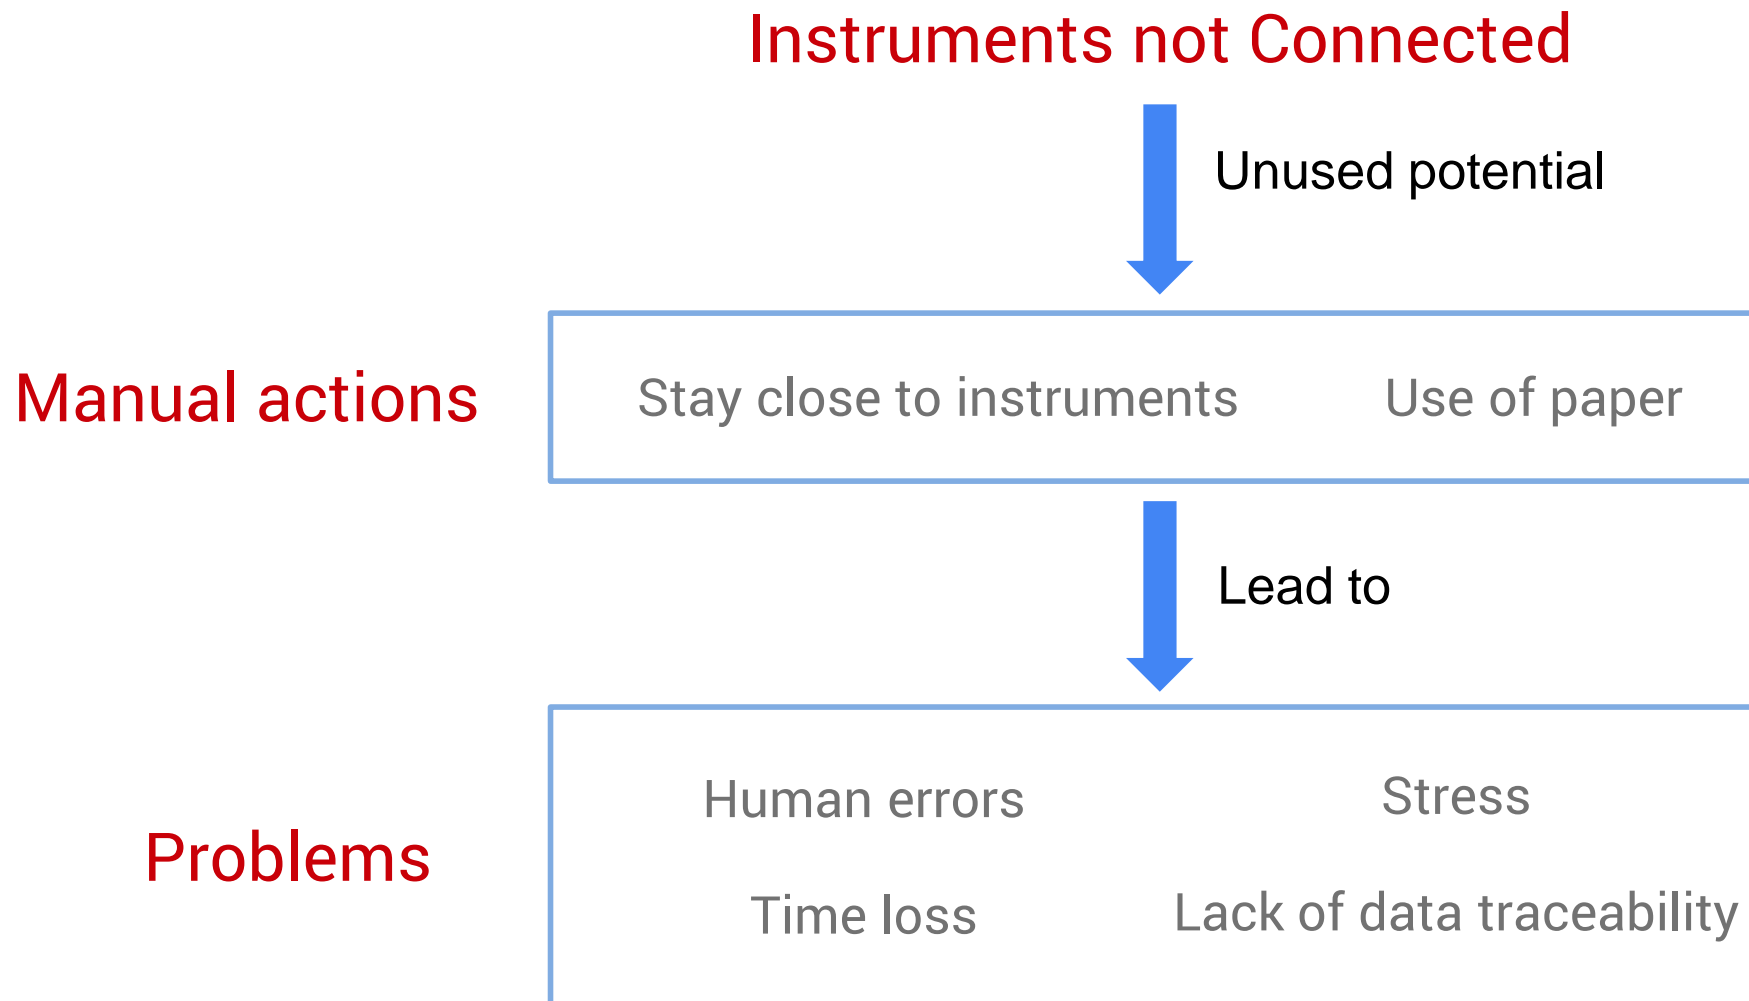 Instruments not Connected
Unused potential
Manual actions
Stay close to instruments
Use of paper
Lead to
Problems
Human errors
Stress
Time loss
Lack of data traceability